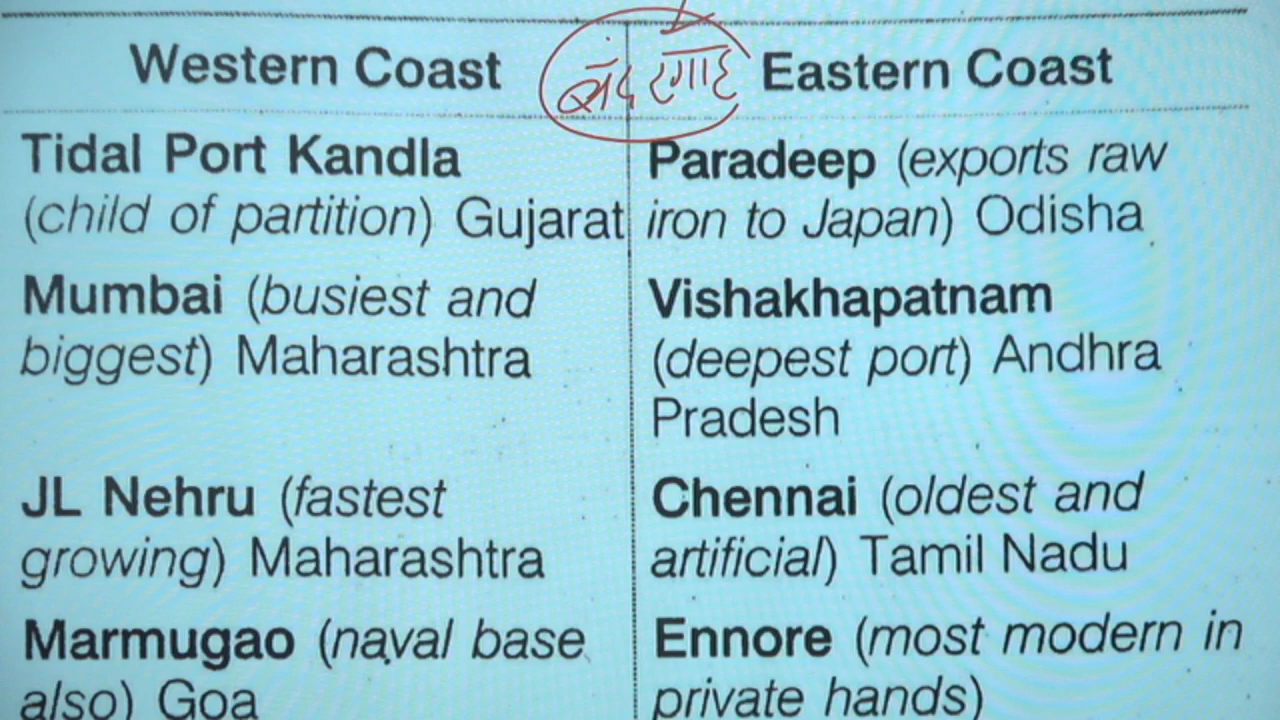 Western Coast
Eastern Coast
Tidal Port Kandla
(child of partition) Gujarat
Mumbai (busiest and
biggest) Maharashtra
JL Nehru (fastest
growing) Maharashtra
Marmugao (naval base
also) Goa
Paradeep (exports raw
iron to Japan) Odisha
Vishakhapatnam
(deepest port) Andhra
Pradesh
Chennai (oldest and
artificial) Tamil Nadu
Ennore (most modern in
private hands)